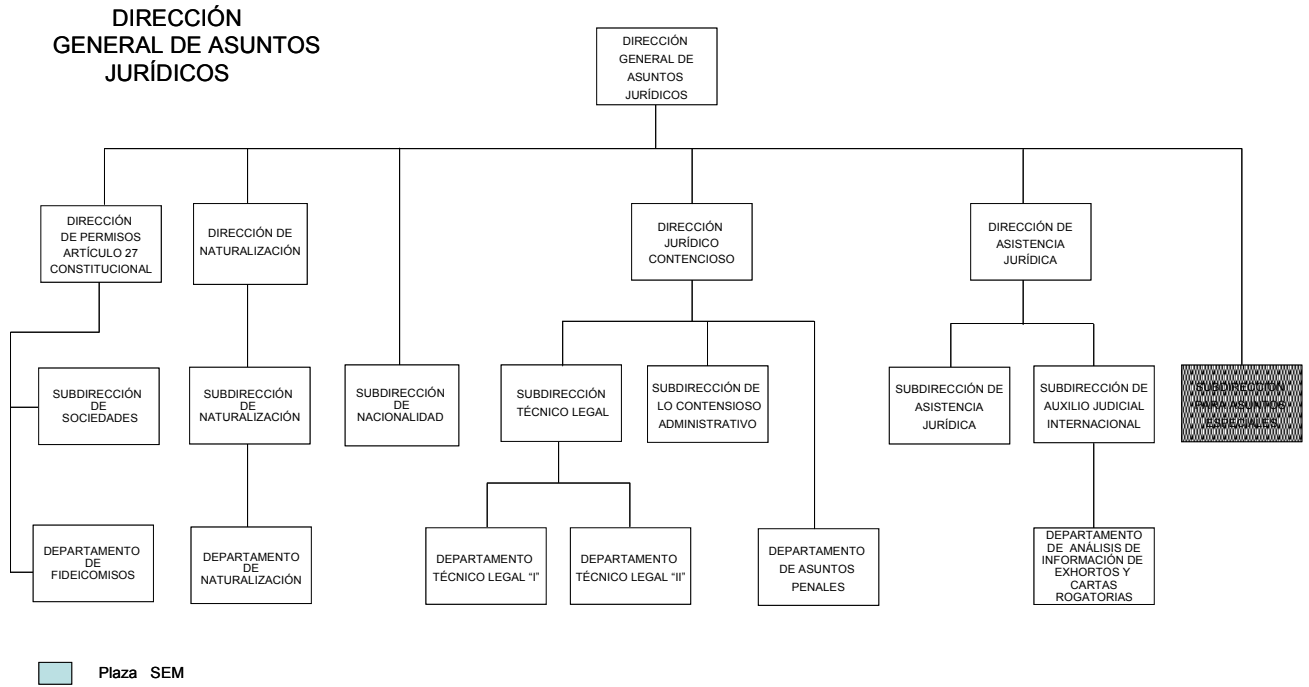 DIRECCIÓN
GENERAL DE ASUNTOS
JURÍDICOS
DIRECCIÓN
GENERAL DE
ASUNTOS
JURÍDICOS
DIRECCIÓN
DE PERMISOS
ARTÍCULO 27
CONSTITUCIONAL
DIRECCIÓN DE
NATURALIZACIÓN
DIRECCIÓN
JURÍDICO
CONTENCIOSO
DIRECCIÓN DE
ASISTENCIA
JURÍDICA
SUBDIRECCIÓN
DE
SOCIEDADES
SUBDIRECCIÓN
DE
NATURALIZACIÓN
SUBDIRECCIÓN
DE
NACIONALIDAD
SUBDIRECCIÓN
TÉCNICO LEGAL
SUBDIRECCIÓN DE
LO CONTENSIOSO
ADMINISTRATIVO
SUBDIRECCIÓN DE
ASISTENCIA
JURÍDICA
SUBDIRECCIÓN DE
AUXILIO JUDICIAL
INTERNACIONAL
SUBDIRECCIÓN
PARA ASUNTOS
ESPECIALES
DEPARTAMENTO
DE
FIDEICOMISOS
DEPARTAMENTO
DE
NATURALIZACIÓN
DEPARTAMENTO
TÉCNICO LEGAL “I”
DEPARTAMENTO
TÉCNICO LEGAL “II”
DEPARTAMENTO
DE ASUNTOS
PENALES
DEPARTAMENTO
DE ANÁLISIS DE
INFORMACIÓN DE
EXHORTOS Y
CARTAS
ROGATORIAS
Plaza SEM